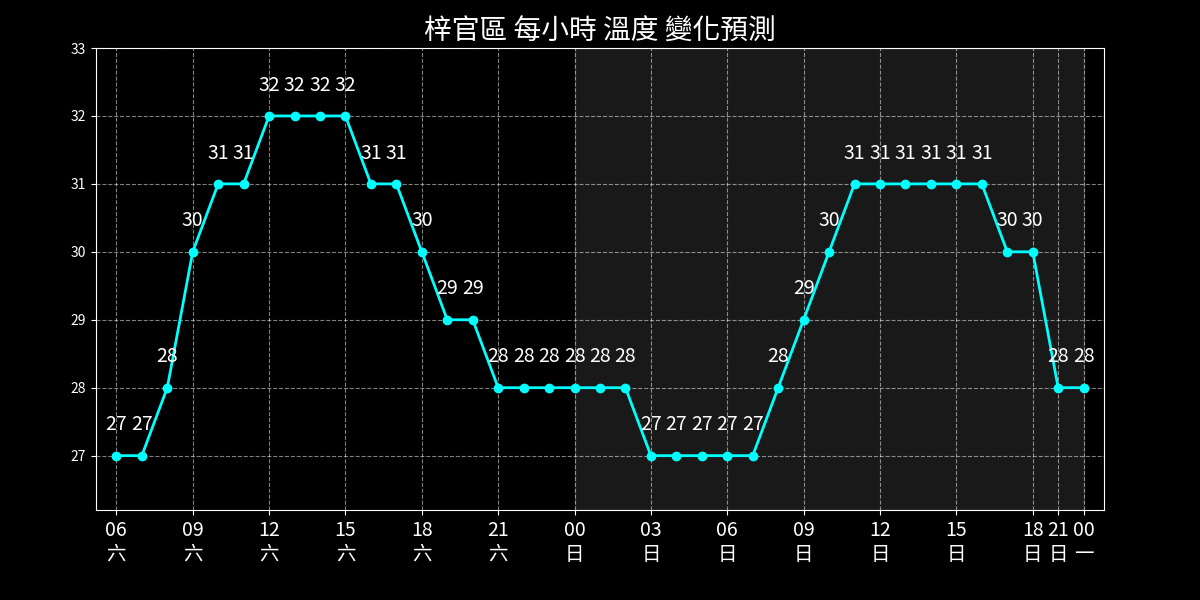 梓官區 每小時 溫度 變化預測
33
32 32 32 32
32
31 31 31 31 31 31 31 31 31 31
31
30 30 30 30 30
30
29 29 29
29
28 28 28 28 28 28 28 28 28 28
28
27 27 27 27 27 27 27
27
06 09 12 15 18 21 00 03 06 09 12 15 18 21 00
六 六 六 六 六 六 日 日 日 日 日 日 日 日 一